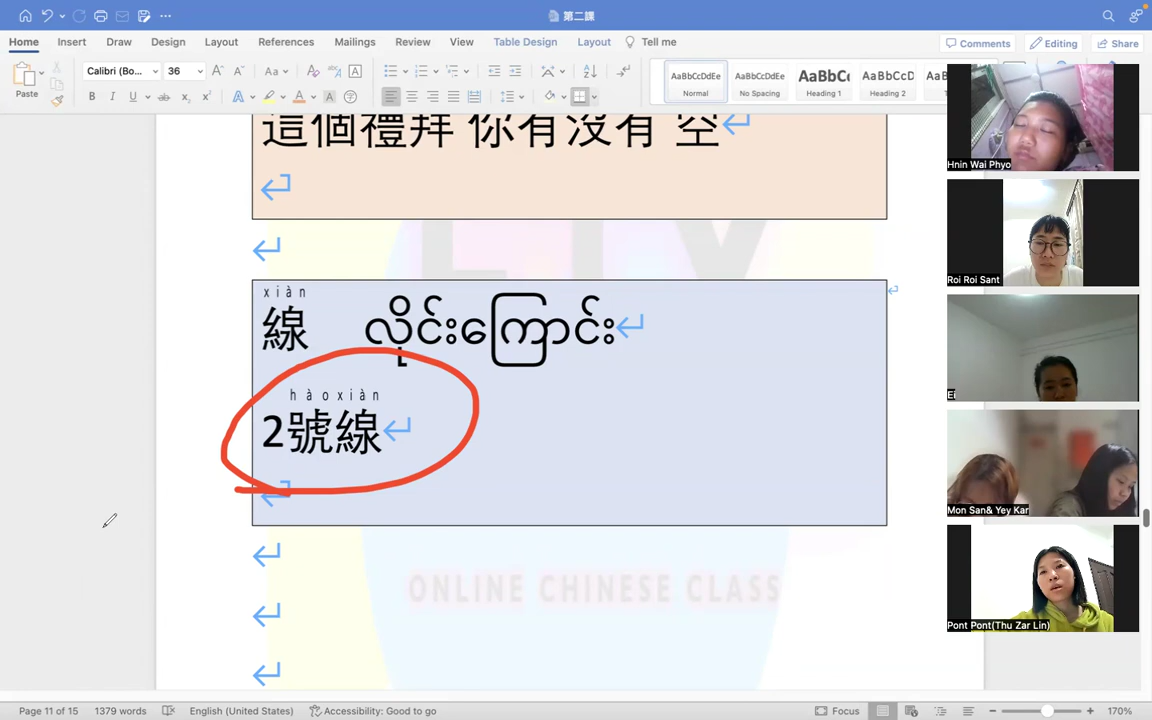 第二課
Home Insert Draw Design Layout References Mailings Review View Table Design Layout Tell me Comments Editing Share
Paste Calibri (Bo... 36 AaBbCcDdEe Normal AaBbCcDdEe No Spacing AaBbCc Heading 1 AaBbCcD Heading 2
這個禮拜 你有沒有 空
LTV
xiàn
線 လိုင်းကြောင်း
hàoxiàn
2號線
ONLINE CHINESE CLASS
Hnin Wai Phyo
Roi Roi Sant
Ei
Mon San& Yey Kar
Pont Pont(Thu Zar Lin)
Page 11 of 15 1379 words English (United States) Accessibility: Good to go Focus 170%